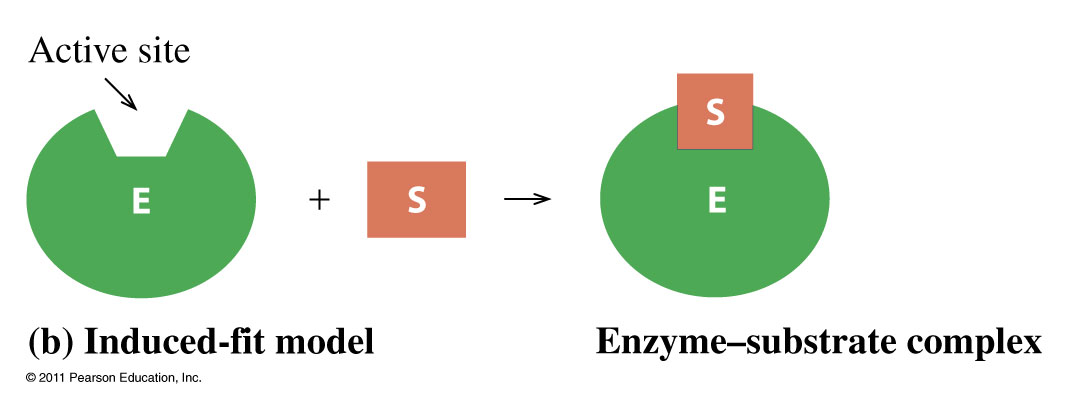 Active site
E
+
S
S
E
(b) Induced-fit model
Enzyme–substrate complex
© 2011 Pearson Education, Inc.